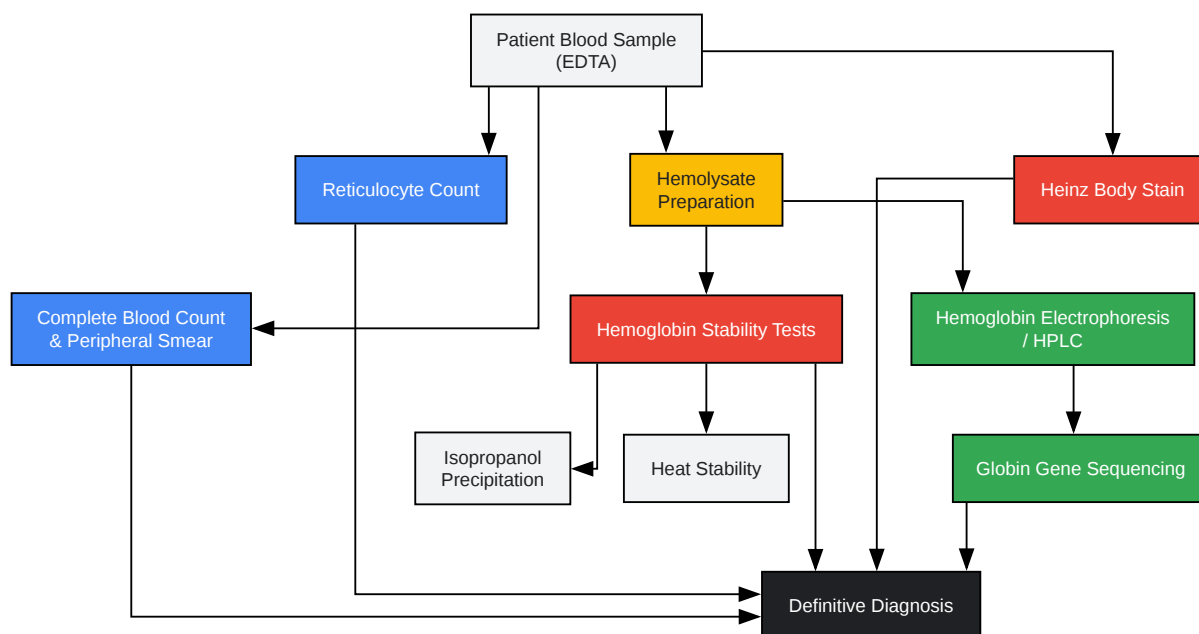 Patient Blood Sample
(EDTA)
Reticulocyte Count
Hemolysate
Preparation
Heinz Body Stain
Complete Blood Count
& Peripheral Smear
Hemoglobin Stability Tests
Hemoglobin Electrophoresis
/ HPLC
Isopropanol
Precipitation
Heat Stability
Globin Gene Sequencing
Definitive Diagnosis